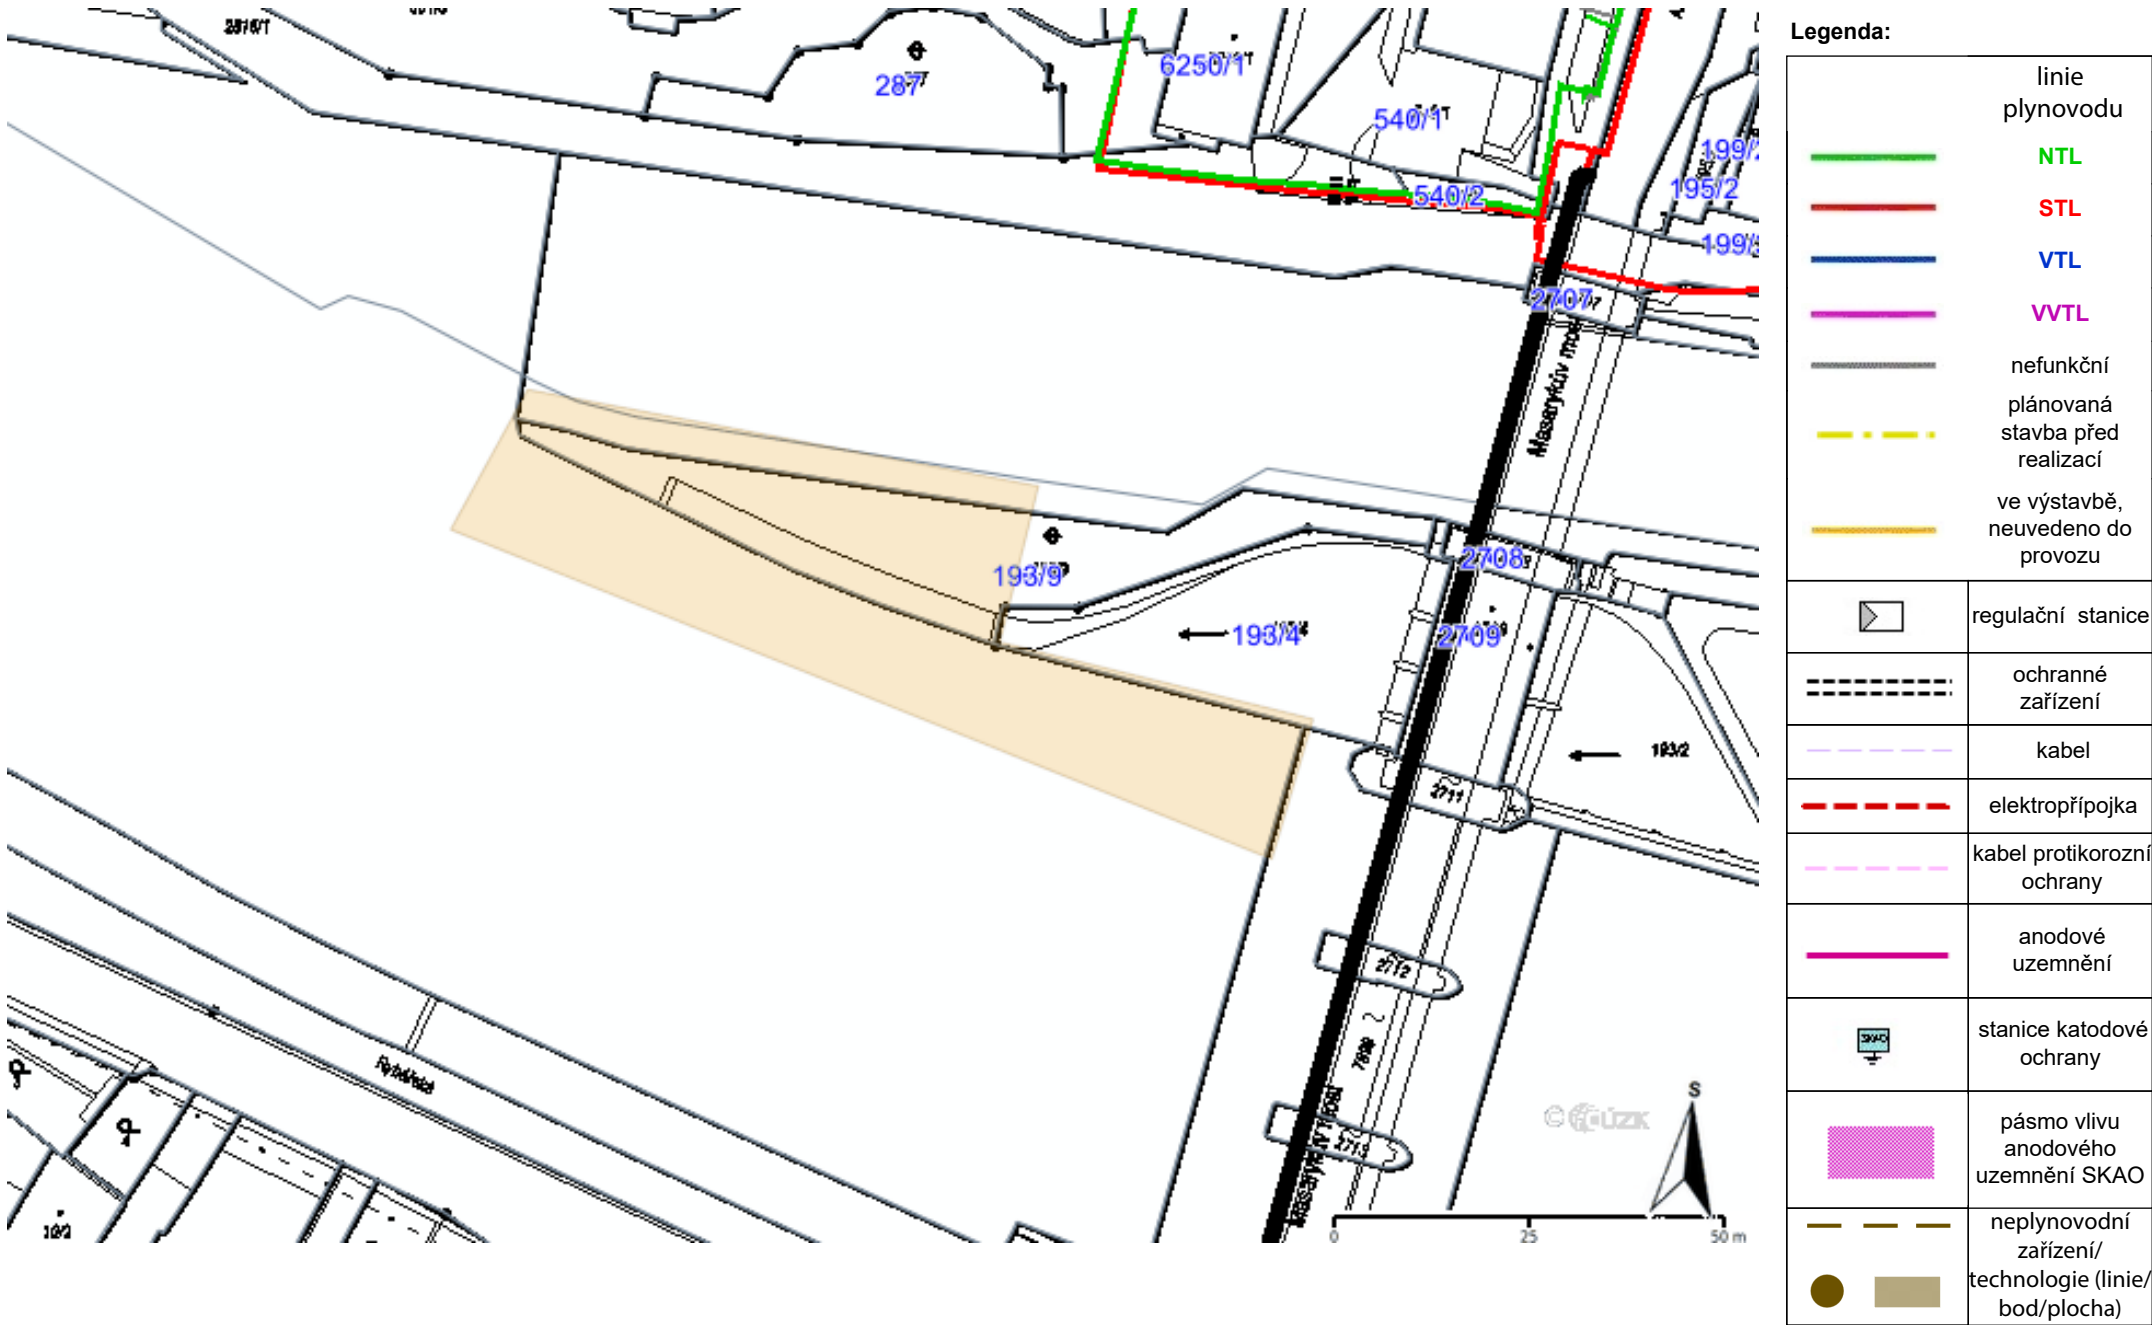 287
6250/1
540/1
540/2
199/
195/2
199/
2707
Masarykův most
2708
193/9
193/4
2709
193/2
2711
2712
2713
7898
Rybářská
S
© ČÚZK
0 25 50 m
Legenda:
linie
plynovodu
NTL
STL
VTL
VVTL
nefunkční
plánovaná
stavba před
realizací
ve výstavbě,
neuvedeno do
provozu
regulační stanice
ochranné
zařízení
kabel
elektropřípojka
kabel protikorozní
ochrany
anodové
uzemnění
SKAO
stanice katodové
ochrany
pásmo vlivu
anodového
uzemnění SKAO
neplynovodní
zařízení/
technologie (linie/
bod/plocha)